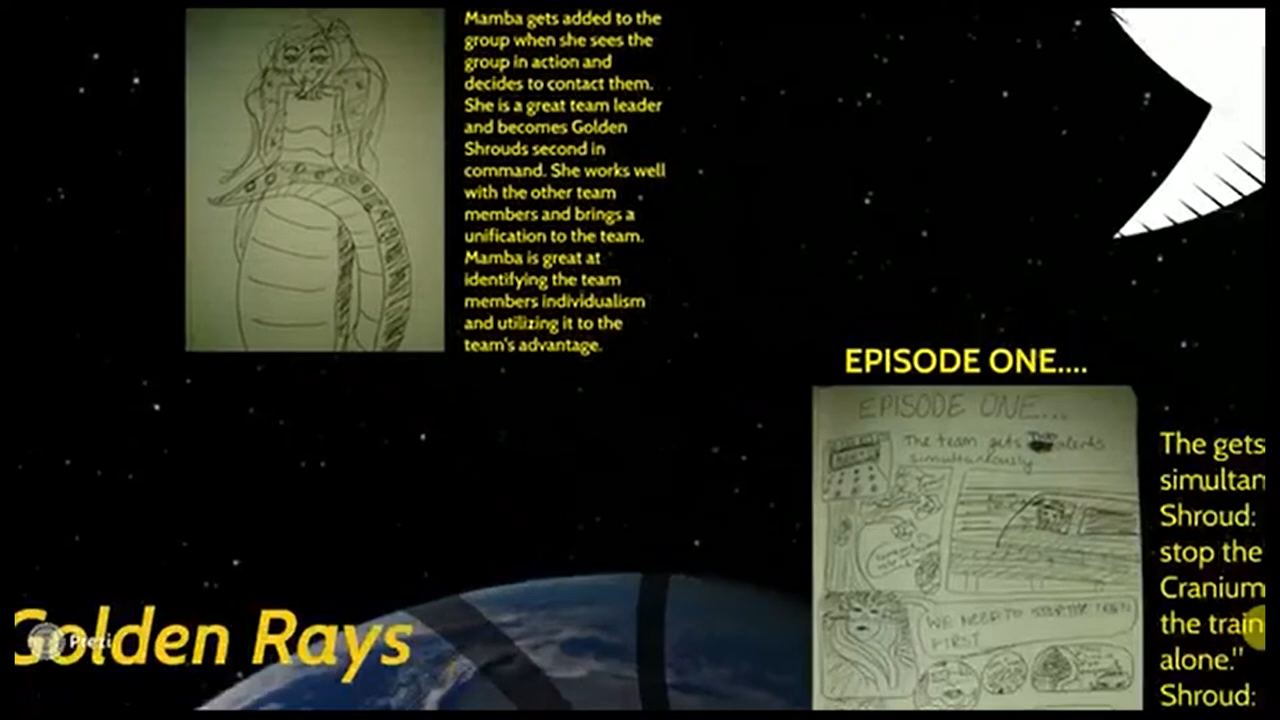 Mamba gets added to the
group when she sees the
group in action and
decides to contact them.
She is a great team leader
and becomes Golden
Shrouds second in
command. She works well
with the other team
members and brings a
unification to the team.
Mamba is great at
identifying the team
members individualism
and utilizing it to the
team's advantage.
EPISODE ONE....
EPISODE ONE...
The team gets alerts
simultaneously
WE NEED TO STOP THE TRAIN
FIRST
The gets
simultan
Shroud:
stop the
Cranium
the train
alone."
Shroud:
Golden Rays
Prezi